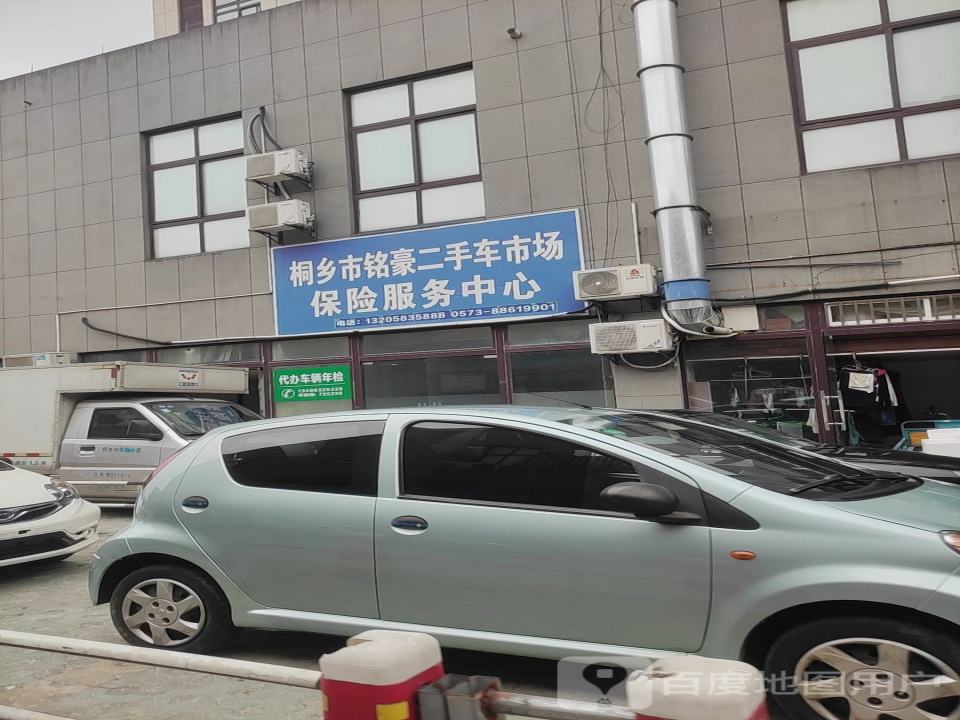 桐乡市铭豪二手车市场
保险服务中心
电话：13205835888 0573-88619901
代办车辆年检
百度地图用户